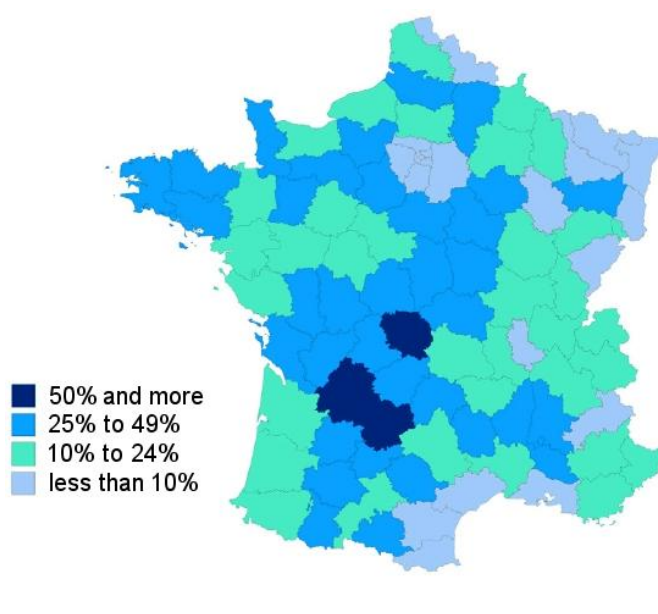 50% and more
25% to 49%
10% to 24%
less than 10%